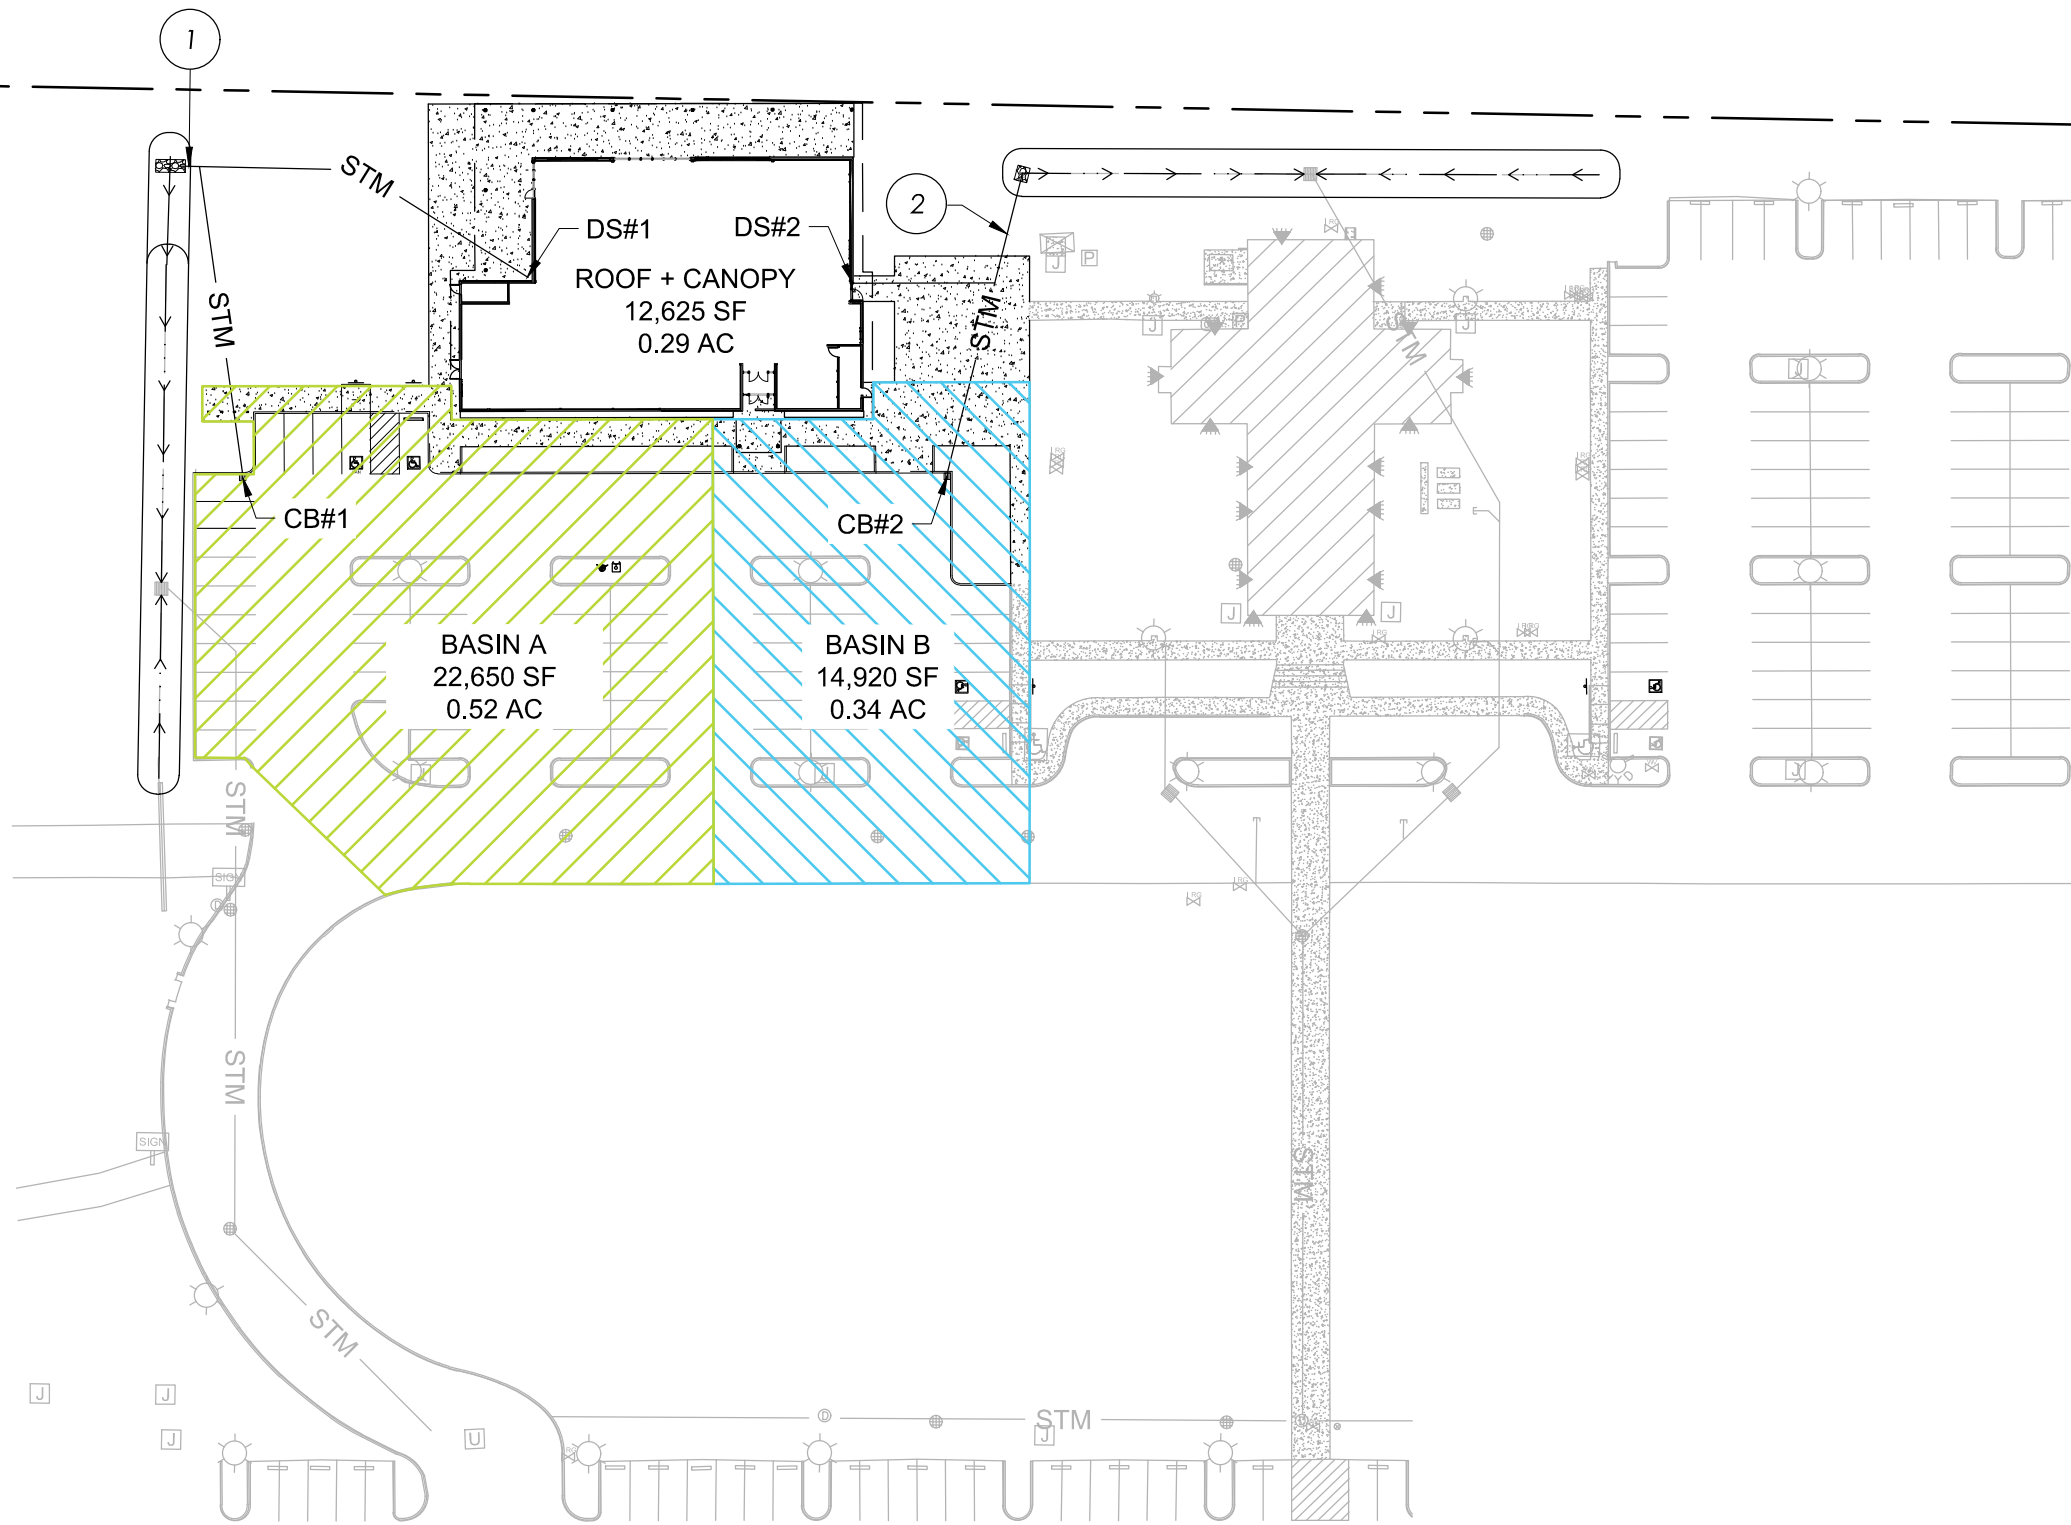 1
STM
DS#1
DS#2
2
ROOF + CANOPY
12,625 SF
0.29 AC
STM
STM
STM
J
P
J
J
J
CB#1
CB#2
BASIN A
22,650 SF
0.52 AC
BASIN B
14,920 SF
0.34 AC
J
J
J
J
J
STM
SIGN
D
STM
SIGN
STM
STM
J
J
J
U
D
STM
J